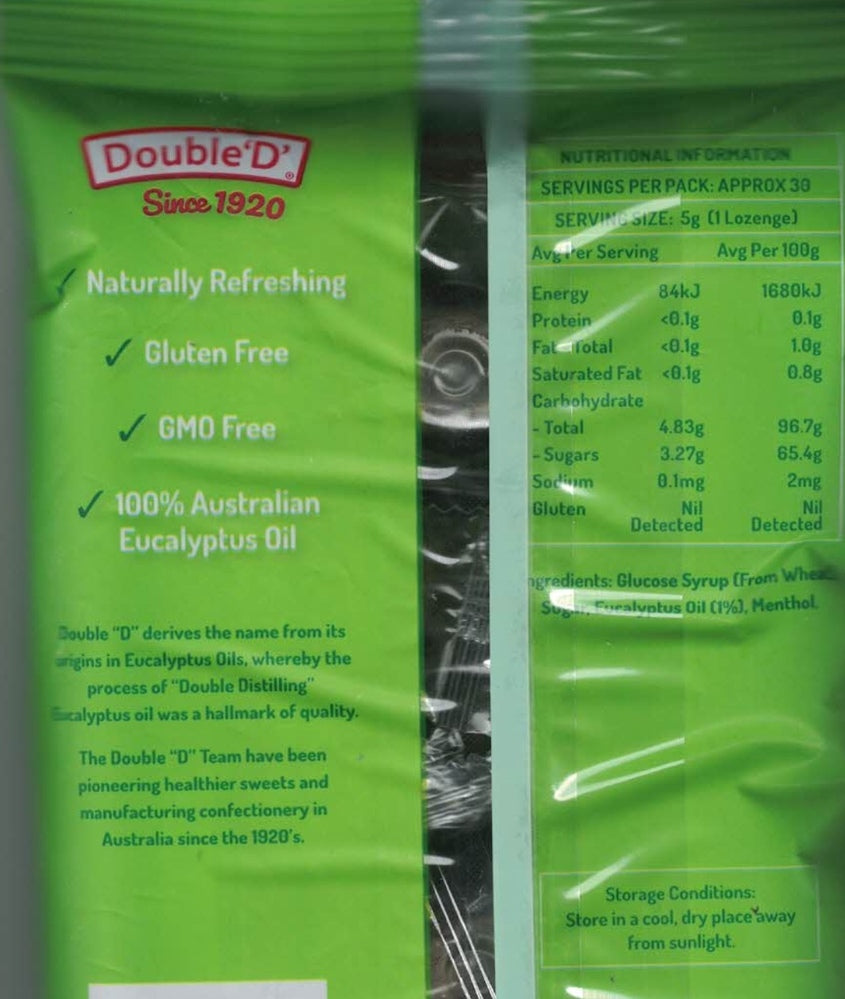 Double'D'®
Since 1920
✓ Naturally Refreshing
✓ Gluten Free
✓ GMO Free
✓ 100% Australian
Eucalyptus Oil
Double "D" derives the name from its
origins in Eucalyptus Oils, whereby the
process of "Double Distilling"
Eucalyptus oil was a hallmark of quality.
The Double "D" Team have been
pioneering healthier sweets and
manufacturing confectionery in
Australia since the 1920's.
NUTRITIONAL INFORMATION
SERVINGS PER PACK: APPROX 30
SERVING SIZE: 5g (1 Lozenge)
Avg Per Serving Avg Per 100g
Energy 84kJ 1680kJ
Protein <0.1g 0.1g
Fat - Total <0.1g 1.0g
Saturated Fat <0.1g 0.8g
Carbohydrate
- Total 4.83g 96.7g
- Sugars 3.27g 65.4g
Sodium 0.1mg 2mg
Gluten Nil Nil
Detected Detected
ngredients: Glucose Syrup (From Wheat
Sugar, Eucalyptus Oil (1%), Menthol.
Storage Conditions:
Store in a cool, dry place away
from sunlight.